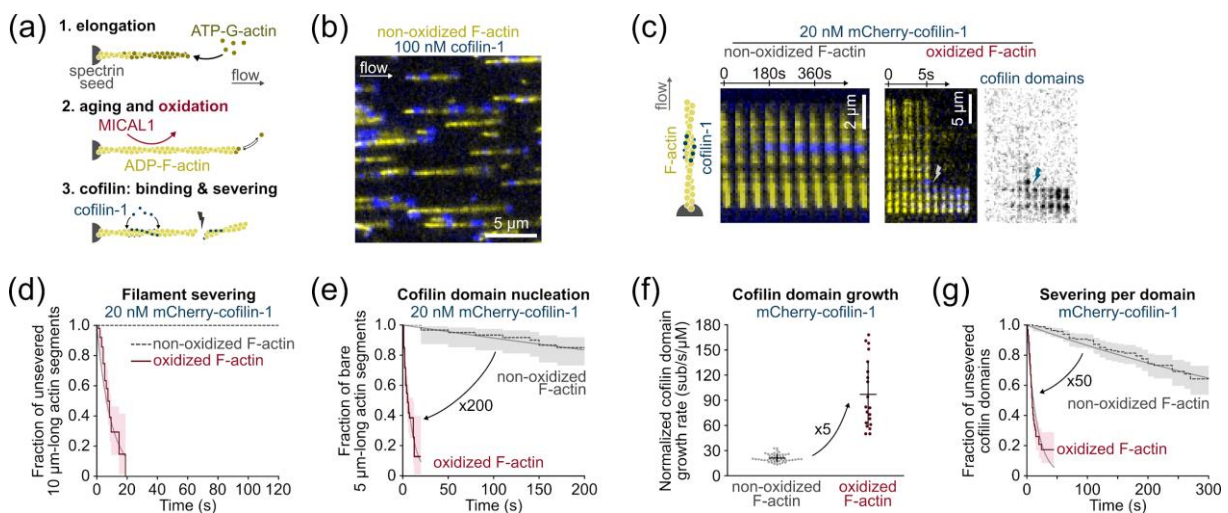 (a)
1. elongation
ATP-G-actin
spectrin
seed
flow
2. aging and oxidation
MICAL1
ADP-F-actin
3. cofilin: binding & severing
cofilin-1
(b)
non-oxidized F-actin
100 nM cofilin-1
flow
5 µm
(c)
20 nM mCherry-cofilin-1
non-oxidized F-actin
oxidized F-actin
flow
0 180s 360s
0 5s
cofilin domains
F-actin
cofilin-1
2 µm
5 µm
(d)
Filament severing
20 nM mCherry-cofilin-1
Fraction of unsevered
10 µm-long actin segments
1.0
0.8
0.6
0.4
0.2
0
non-oxidized F-actin
oxidized F-actin
0 20 40 60 80 100 120
Time (s)
(e)
Cofilin domain nucleation
20 nM mCherry-cofilin-1
Fraction of bare
5 µm-long actin segments
1.0
0.8
0.6
0.4
0.2
0
non-oxidized
F-actin
x200
oxidized F-actin
0 50 100 150 200
Time (s)
(f)
Cofilin domain growth
mCherry-cofilin-1
Normalized cofilin domain
growth rate (sub/s/µM)
180
150
120
90
60
30
0
x5
non-oxidized
F-actin
oxidized
F-actin
(g)
Severing per domain
mCherry-cofilin-1
Fraction of unsevered
cofilin domains
1.0
0.8
0.6
0.4
0.2
0
x50
non-oxidized F-actin
oxidized F-actin
0 100 200 300
Time (s)